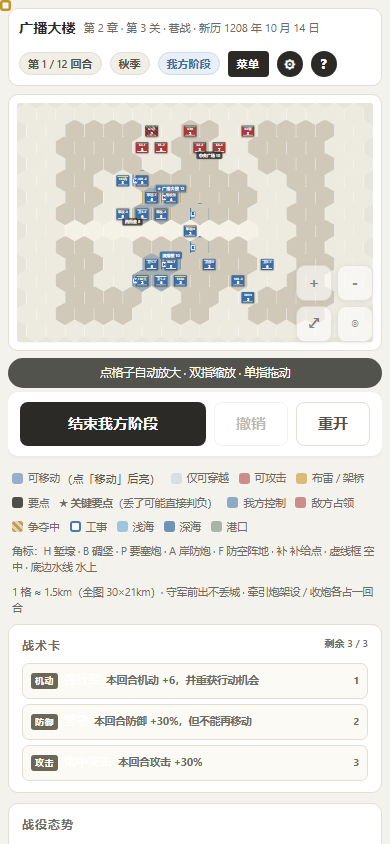 广播大楼 第 2 章 · 第 3 关 · 巷战 · 新历 1208 年 10 月 14 日
第 1 / 12 回合 秋季 我方阶段 菜单 ⚙ ?
+ -
点格子自动放大 · 双指缩放 · 单指拖动
结束我方阶段 撤销 重开
可移动（点「移动」后亮） 仅可穿越 可攻击 布雷 / 架桥
要点 ★ 关键要点（丢了可能直接判负） 我方控制 敌方占领
争夺中 工事 浅海 深海 港口
角标： H 堑壕 · B 碉堡 · P 要塞炮 · A 岸防炮 · F 防空阵地 · 补 补给点 · 虚线框 空
中 · 底边水线 水上
1 格 ≈ 1.5km（全图 30×21km）· 守军前出不丢城，牵引炮架设 / 收炮各占一回
合
战术卡 剩余 3 / 3
机动 本回合机动 +6，并重获行动机会 1
防御 本回合防御 +30%，但不能再移动 2
攻击 本回合攻击 +30% 3
战役态势